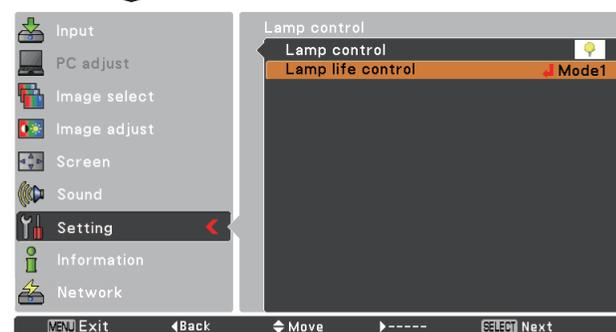 Input
PC adjust
Image select
Image adjust
Screen
Sound
Setting
Information
Network
Lamp control
Lamp control
Lamp life control Mode1
MENU Exit Back Move ----- SELECT Next